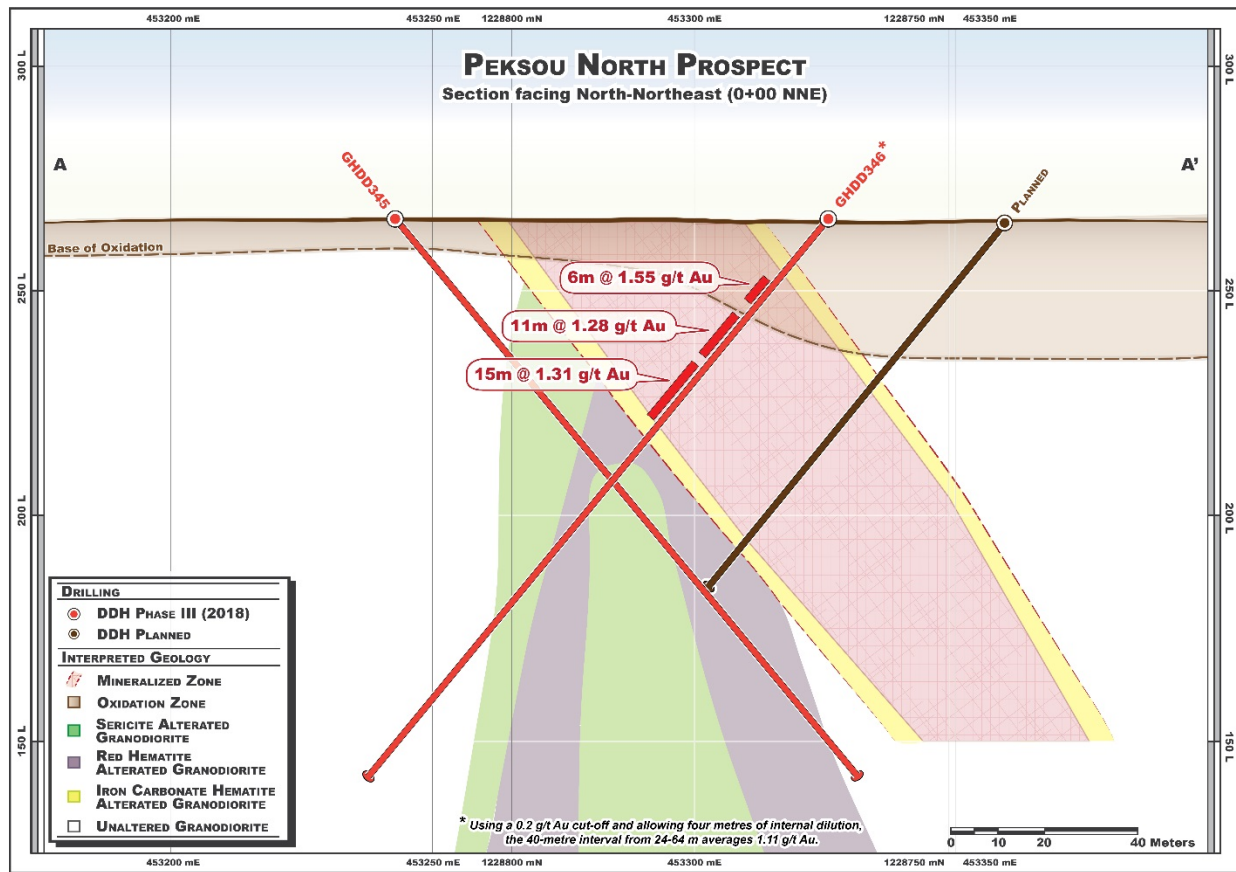 453200 mE 453250 mE 1228800 mN 453300 mE 1228750 mN 453350 mE
300 L
300 L
PEKSOU NORTH PROSPECT
Section facing North-Northeast (0+00 NNE)
A
A'
GHDD345
GHDD346*
PLANNED
Base of Oxidation
250 L
250 L
6m @ 1.55 g/t Au
11m @ 1.28 g/t Au
15m @ 1.31 g/t Au
200 L
200 L
150 L
150 L
DRILLING
DDH PHASE III (2018)
DDH PLANNED
INTERPRETED GEOLOGY
MINERALIZED ZONE
OXIDATION ZONE
SERICITE ALTERATED
GRANODIORITE
RED HEMATITE
ALTERATED GRANODIORITE
IRON CARBONATE HEMATITE
ALTERATED GRANODIORITE
UNALTERED GRANODIORITE
* Using a 0.2 g/t Au cut-off and allowing four metres of internal dilution,
the 40-metre interval from 24-64 m averages 1.11 g/t Au.
0 10 20 40 Meters
453200 mE 453250 mE 1228800 mN 453300 mE 1228750 mN 453350 mE